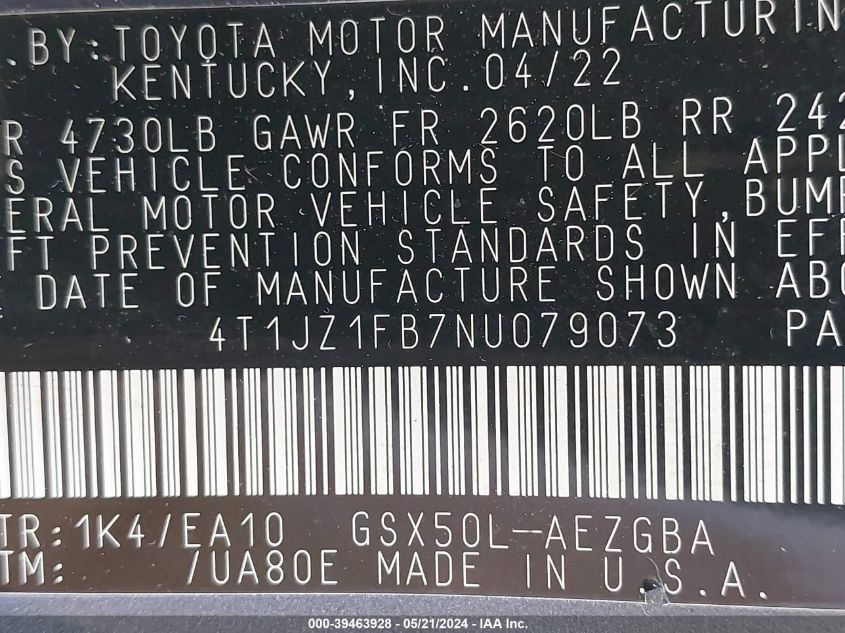 . BY: TOYOTA MOTOR MANUFACTURIN
KENTUCKY, INC. 04/22
R 4730LB GAWR FR 2620LB RR 242
S VEHICLE CONFORMS TO ALL APPL
ERAL MOTOR VEHICLE SAFETY, BUMP
FT PREVENTION STANDARDS IN EFF
DATE OF MANUFACTURE SHOWN ABO
4T1JZ1FB7NU079073 PA
TR: 1K4/EA10 GSX50L-AEZGBA
TM: /UA80E MADE IN U.S.A.
000-39463928 - 05/21/2024 - IAA Inc.